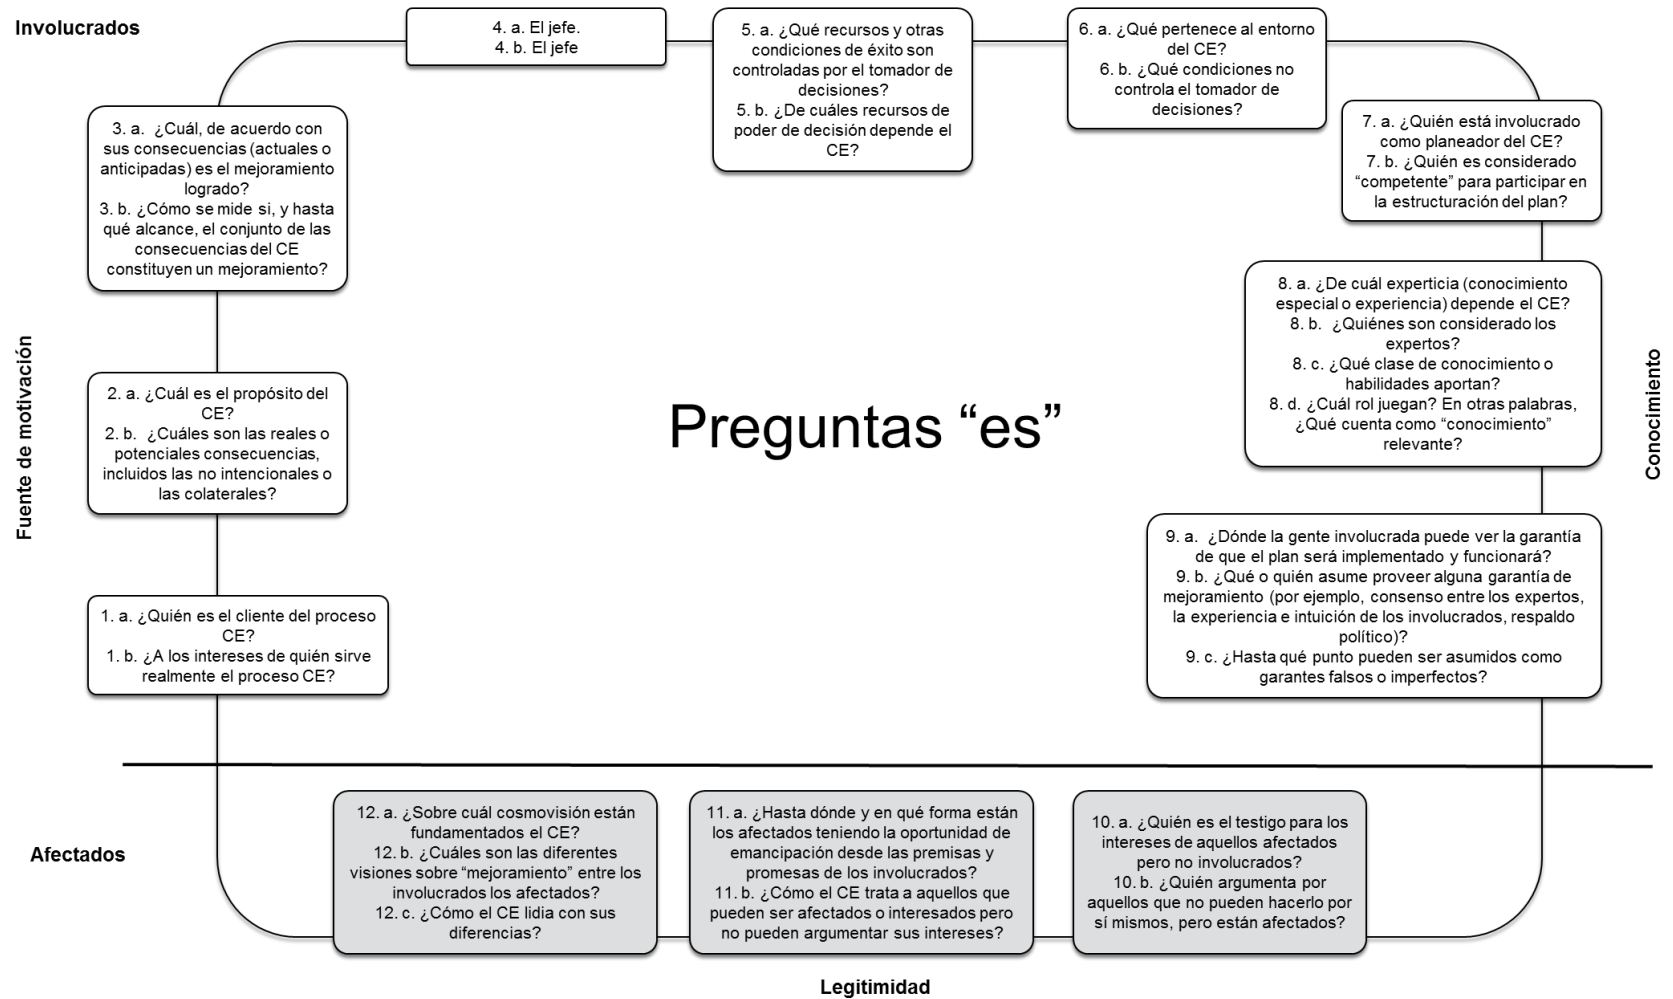 Involucrados
4. a. El jefe.
4. b. El jefe
5. a. ¿Qué recursos y otras
condiciones de éxito son
controladas por el tomador de
decisiones?
5. b. ¿De cuáles recursos de
poder de decisión depende el
CE?
6. a. ¿Qué pertenece al entorno
del CE?
6. b. ¿Qué condiciones no
controla el tomador de
decisiones?
3. a. ¿Cuál, de acuerdo con
sus consecuencias (actuales o
anticipadas) es el mejoramiento
logrado?
3. b. ¿Cómo se mide si, y hasta
qué alcance, el conjunto de las
consecuencias del CE
constituyen un mejoramiento?
7. a. ¿Quién está involucrado
como planeador del CE?
7. b. ¿Quién es considerado
“competente” para participar en
la estructuración del plan?
8. a. ¿De cuál experticia (conocimiento
especial o experiencia) depende el CE?
8. b. ¿Quiénes son considerado los
expertos?
8. c. ¿Qué clase de conocimiento o
habilidades aportan?
8. d. ¿Cuál rol juegan? En otras palabras,
¿Qué cuenta como “conocimiento”
relevante?
Fuente de motivación
Conocimiento
2. a. ¿Cuál es el propósito del
CE?
2. b. ¿Cuáles son las reales o
potenciales consecuencias,
incluidos las no intencionales o
las colaterales?
Preguntas “es”
9. a. ¿Dónde la gente involucrada puede ver la garantía
de que el plan será implementado y funcionará?
9. b. ¿Qué o quién asume proveer alguna garantía de
mejoramiento (por ejemplo, consenso entre los expertos,
la experiencia e intuición de los involucrados, respaldo
político)?
9. c. ¿Hasta qué punto pueden ser asumidos como
garantes falsos o imperfectos?
1. a. ¿Quién es el cliente del proceso
CE?
1. b. ¿A los intereses de quién sirve
realmente el proceso CE?
Afectados
12. a. ¿Sobre cuál cosmovisión están
fundamentados el CE?
12. b. ¿Cuáles son las diferentes
visiones sobre “mejoramiento” entre los
involucrados los afectados?
12. c. ¿Cómo el CE lidia con sus
diferencias?
11. a. ¿Hasta dónde y en qué forma están
los afectados teniendo la oportunidad de
emancipación desde las premisas y
promesas de los involucrados?
11. b. ¿Cómo el CE trata a aquellos que
pueden ser afectados o interesados pero
no pueden argumentar sus intereses?
10. a. ¿Quién es el testigo para los
intereses de aquellos afectados
pero no involucrados?
10. b. ¿Quién argumenta por
aquellos que no pueden hacerlo por
sí mismos, pero están afectados?
Legitimidad